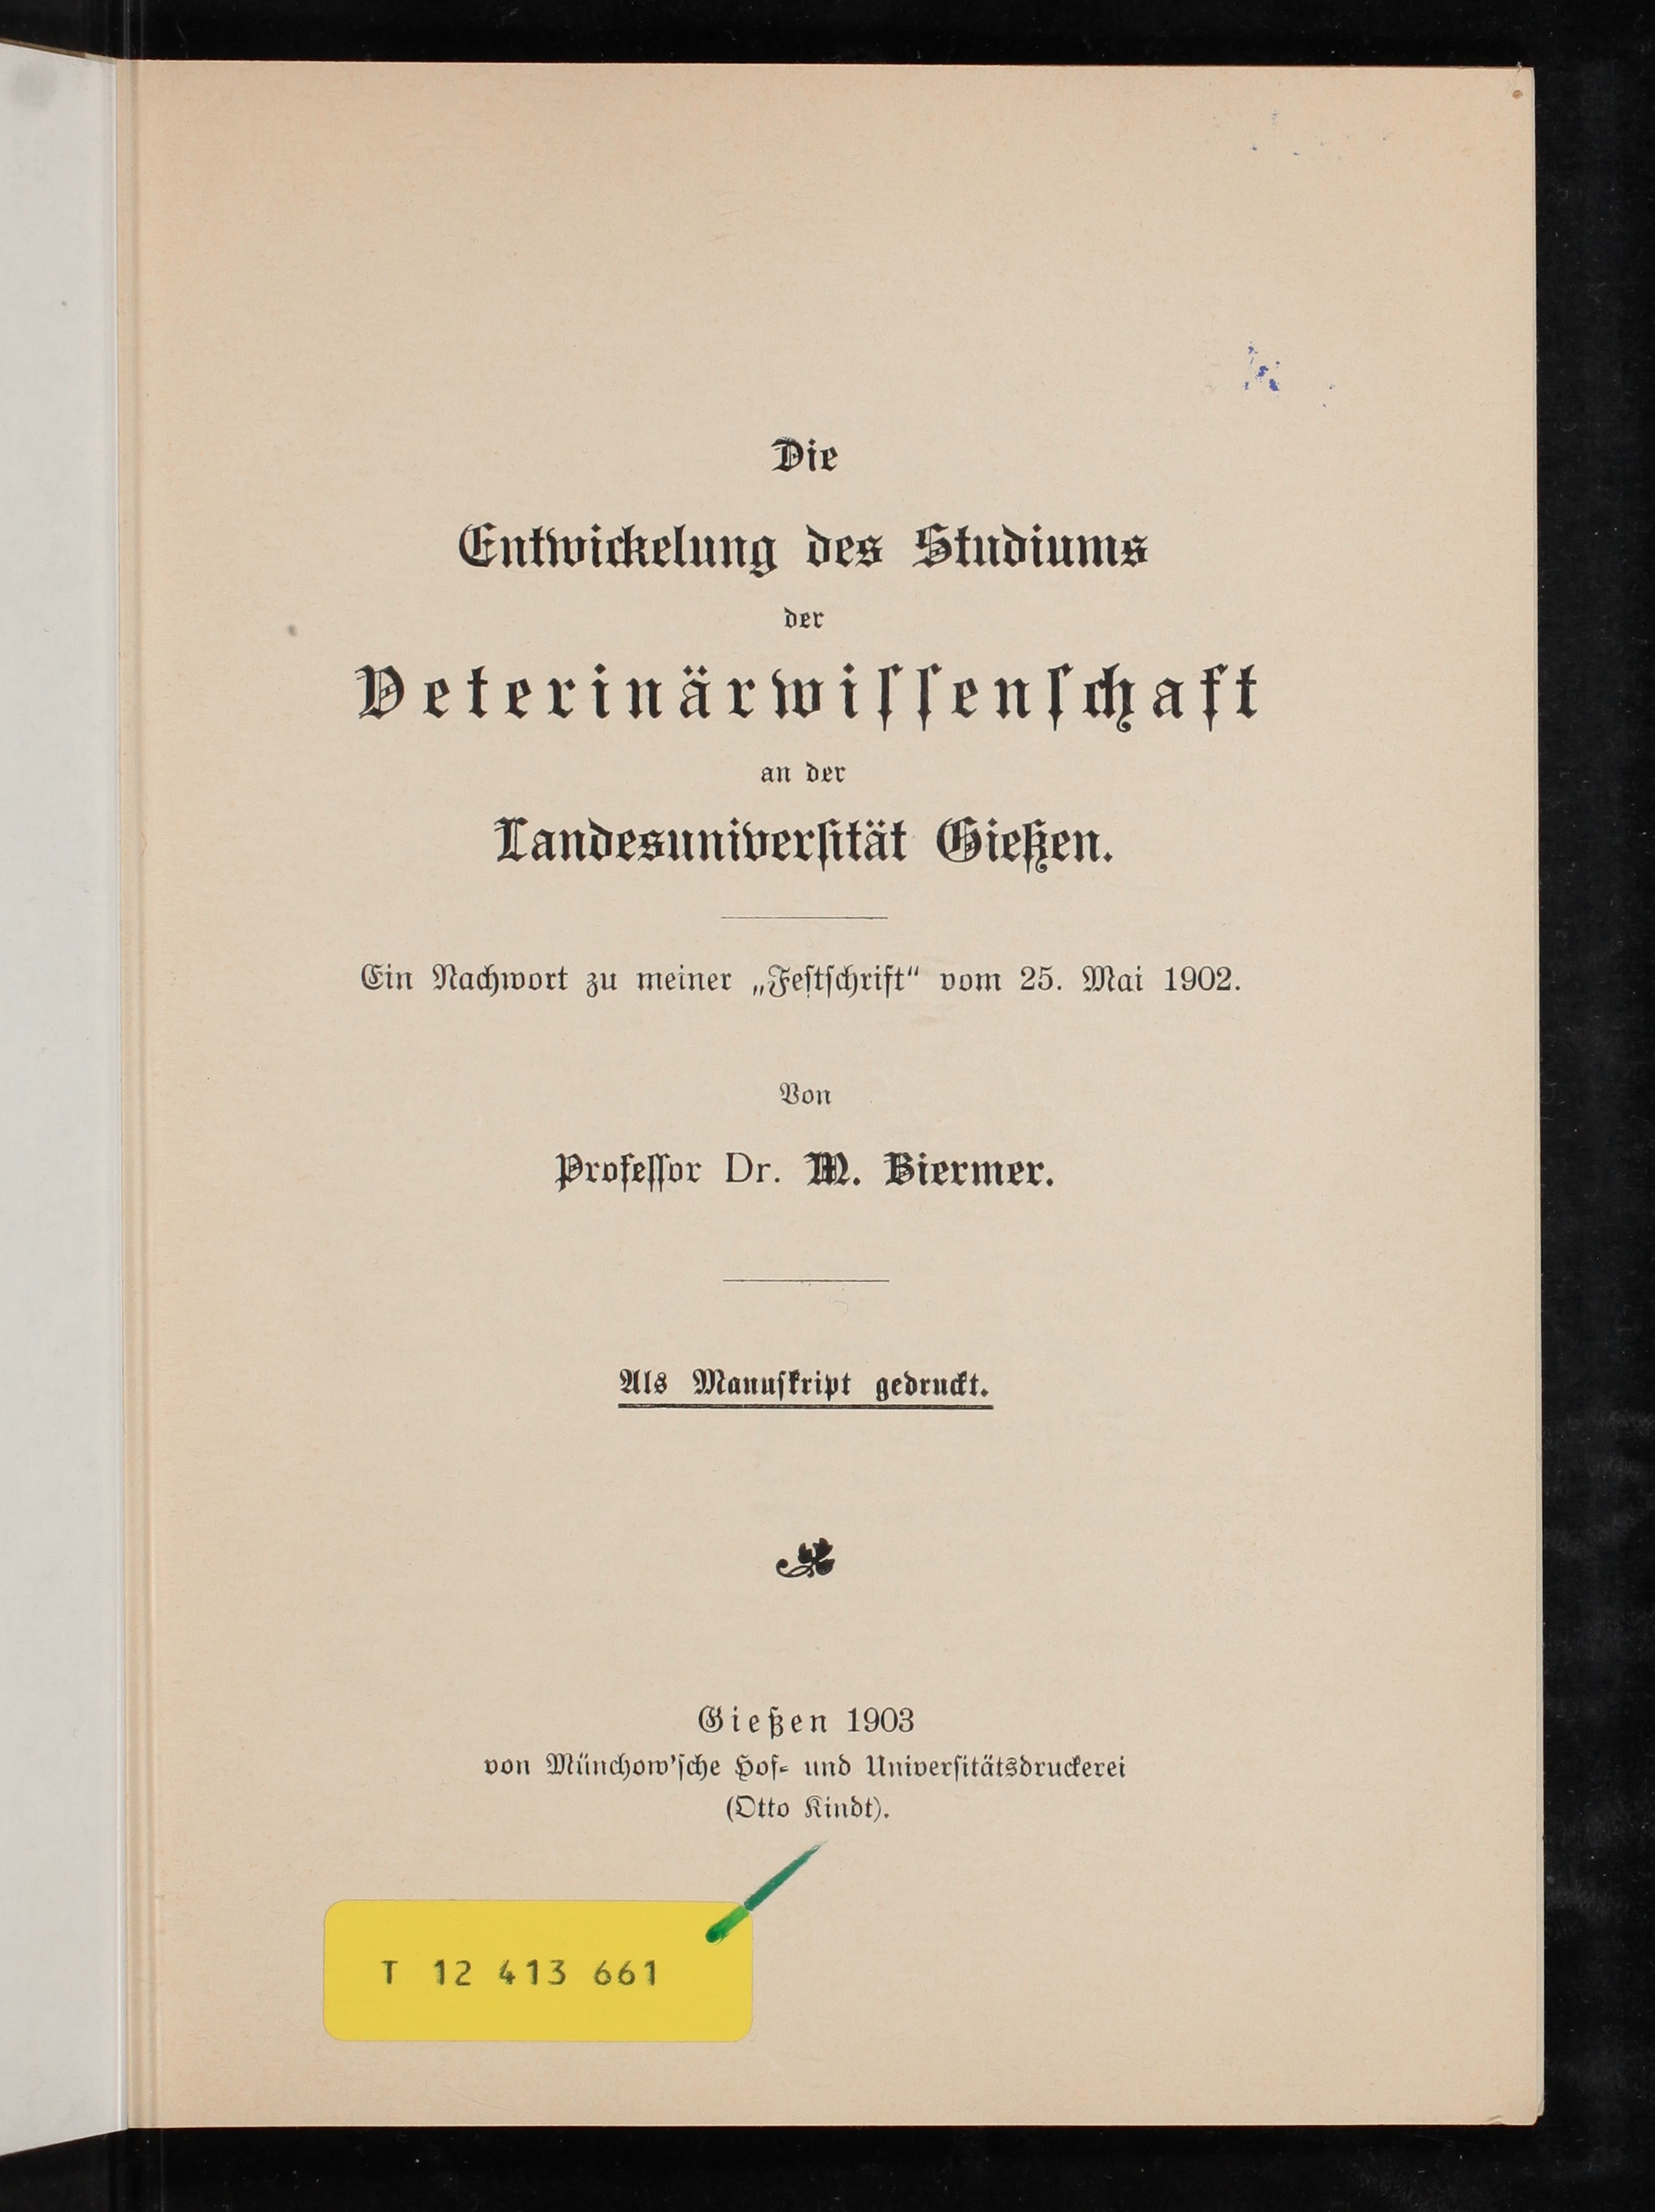 Die
Entwickelung des Studiums
der
Veterinärwiſſenſchaft
an der
Landesuniverſität Gießen.
Ein Nachwort zu meiner „Feſtſchrift“ vom 25. Mai 1902.
Von
Profeſſor Dr. M. Biermer.
Als Manuſkript gedruckt.
Gießen 1903
von Münchow'ſche Hof- und Univerſitätsdruckerei
(Otto Kindt).
T 12 413 661